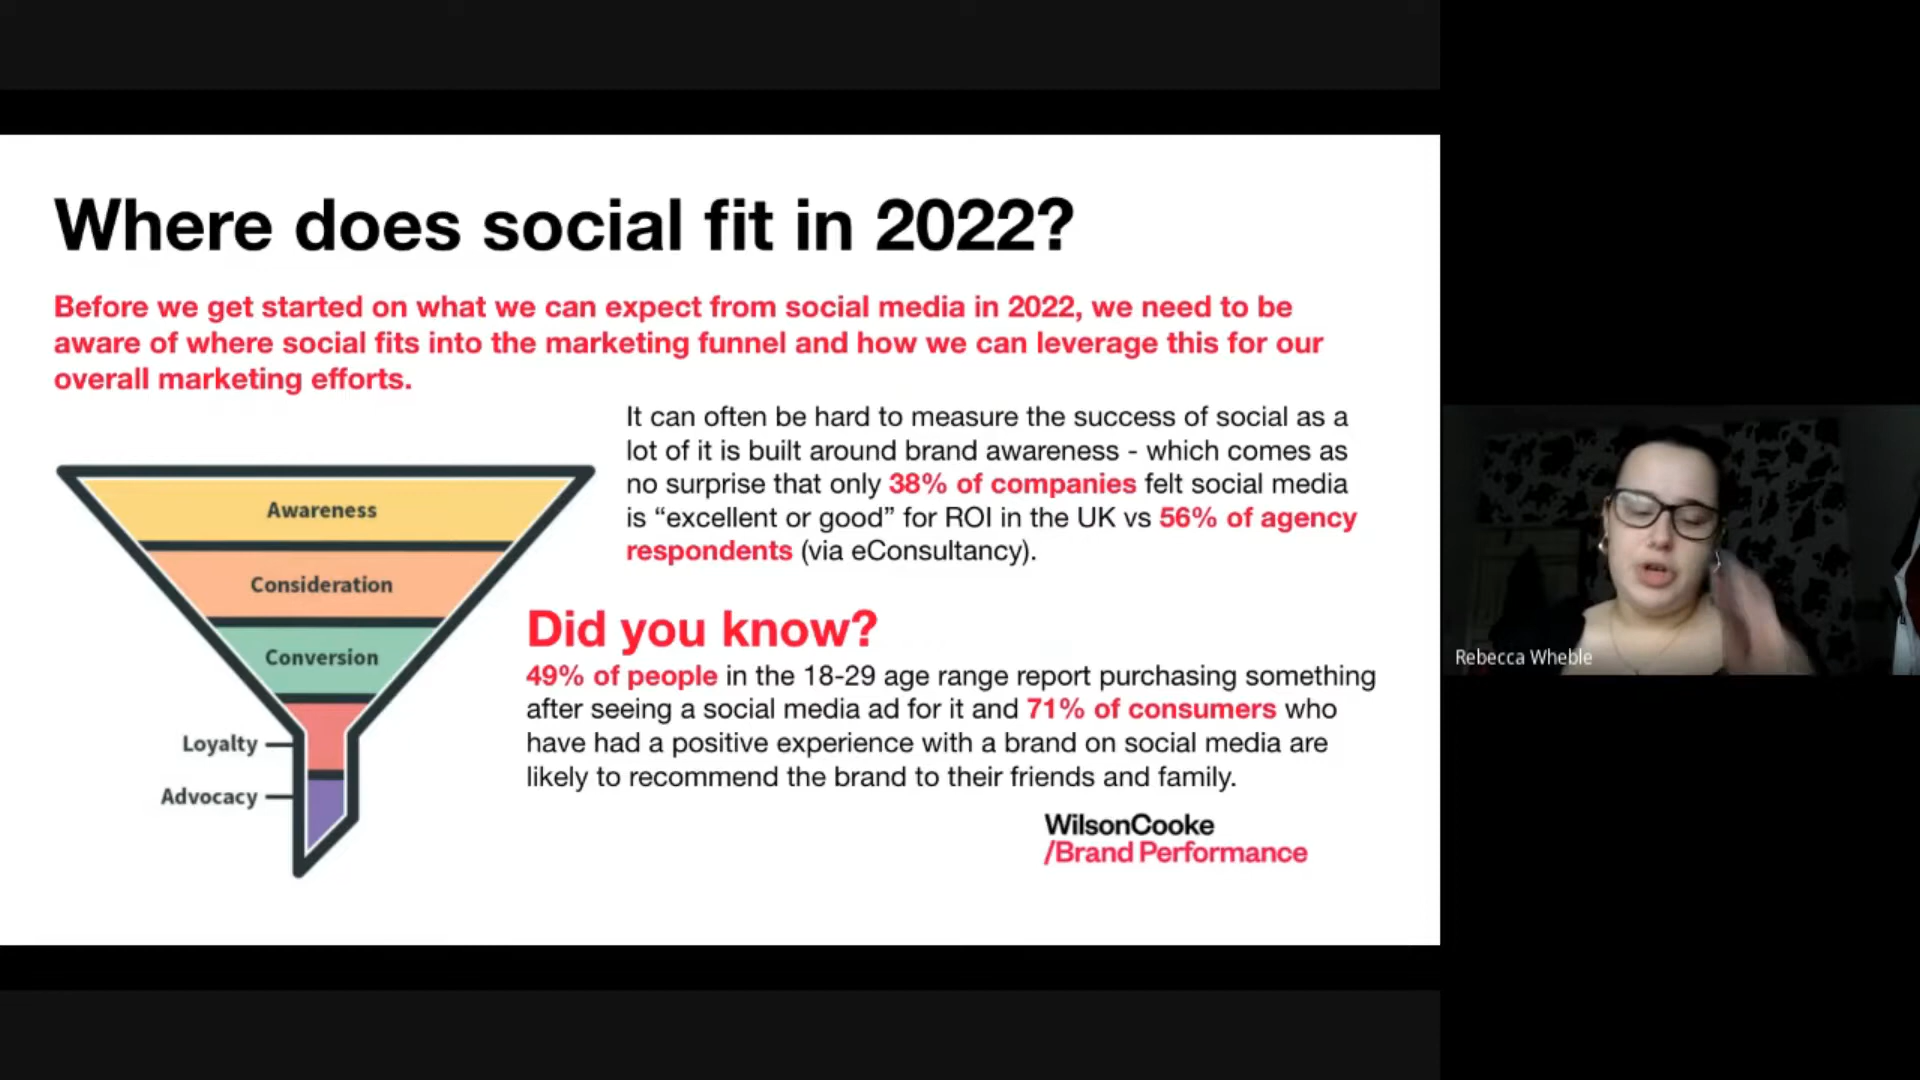 Where does social fit in 2022?
Before we get started on what we can expect from social media in 2022, we need to be
aware of where social fits into the marketing funnel and how we can leverage this for our
overall marketing efforts.
It can often be hard to measure the success of social as a
lot of it is built around brand awareness - which comes as
no surprise that only 38% of companies felt social media
is “excellent or good” for ROI in the UK vs 56% of agency
respondents (via eConsultancy).
Awareness
Consideration
Conversion
Loyalty
Advocacy
Did you know?
49% of people in the 18-29 age range report purchasing something
after seeing a social media ad for it and 71% of consumers who
have had a positive experience with a brand on social media are
likely to recommend the brand to their friends and family.
WilsonCooke
/Brand Performance
Rebecca Wheble